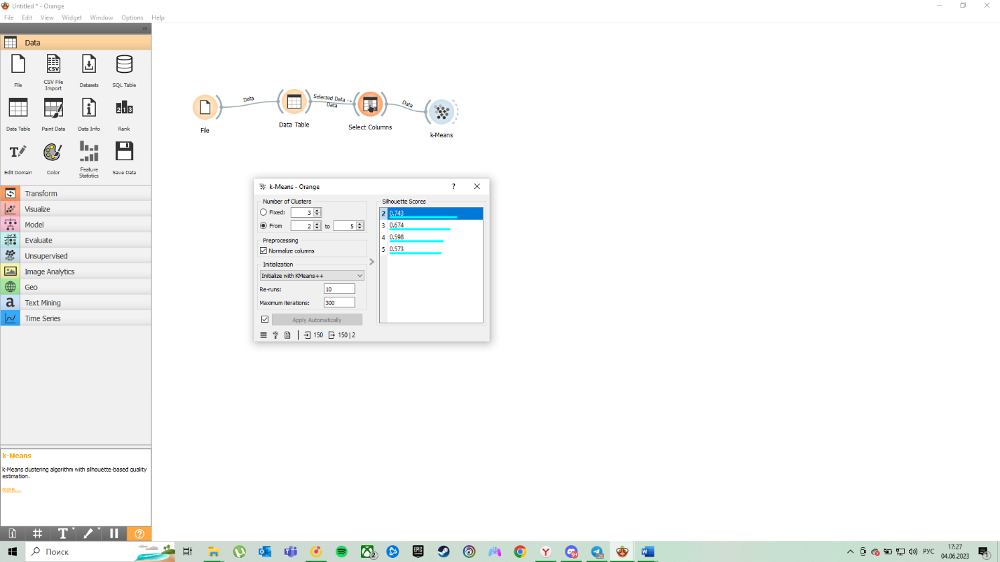 Untitled * - Orange
File Edit View Widget Window Options Help
«
Data
File
CSV File Import
Datasets
SQL Table
Data Table
Paint Data
Data Info
Rank
Edit Domain
Color
Feature Statistics
Save Data
Transform
Visualize
Model
Evaluate
Unsupervised
Image Analytics
Geo
Text Mining
Time Series
k-Means
k-Means clustering algorithm with silhouette-based quality
estimation.
more...
File
Data
Data Table
Selected Data → Data
Select Columns
Data
k-Means
k-Means - Orange
?
Number of Clusters
Fixed: 3
From 2 to 5
Preprocessing
Normalize columns
Initialization
Initialize with KMeans++
Re-runs: 10
Maximum iterations: 300
Apply Automatically
150 150 | 2
Silhouette Scores
2 0.743
3 0.674
4 0.598
5 0.573
Поиск
РУС
17:27
04.06.2023